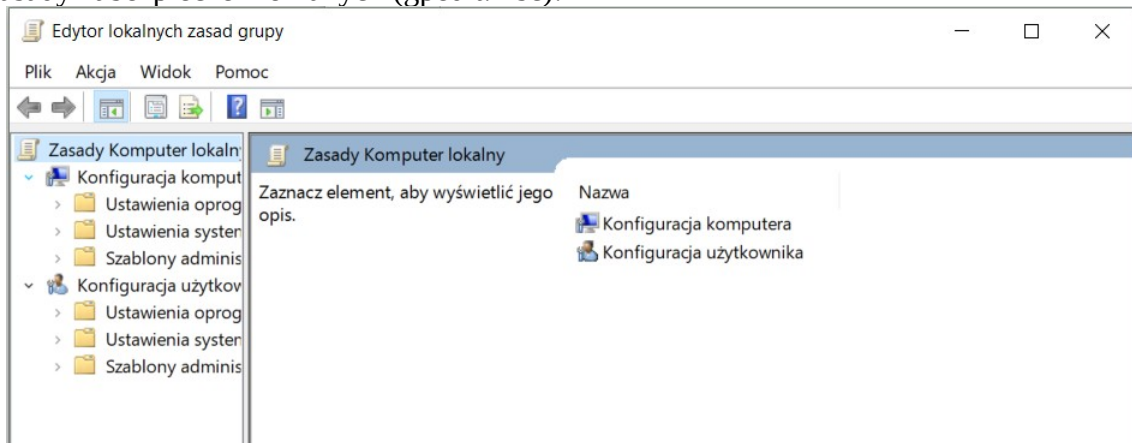 Edytor lokalnych zasad grupy
Plik Akcja Widok Pomoc
Zasady Komputer lokaln
Konfiguracja komput
Ustawienia oprog
Ustawienia system
Szablony adminis
Konfiguracja użytkow
Ustawienia oprog
Ustawienia system
Szablony adminis
Zasady Komputer lokalny
Zaznacz element, aby wyświetlić jego
opis.
Nazwa
Konfiguracja komputera
Konfiguracja użytkownika